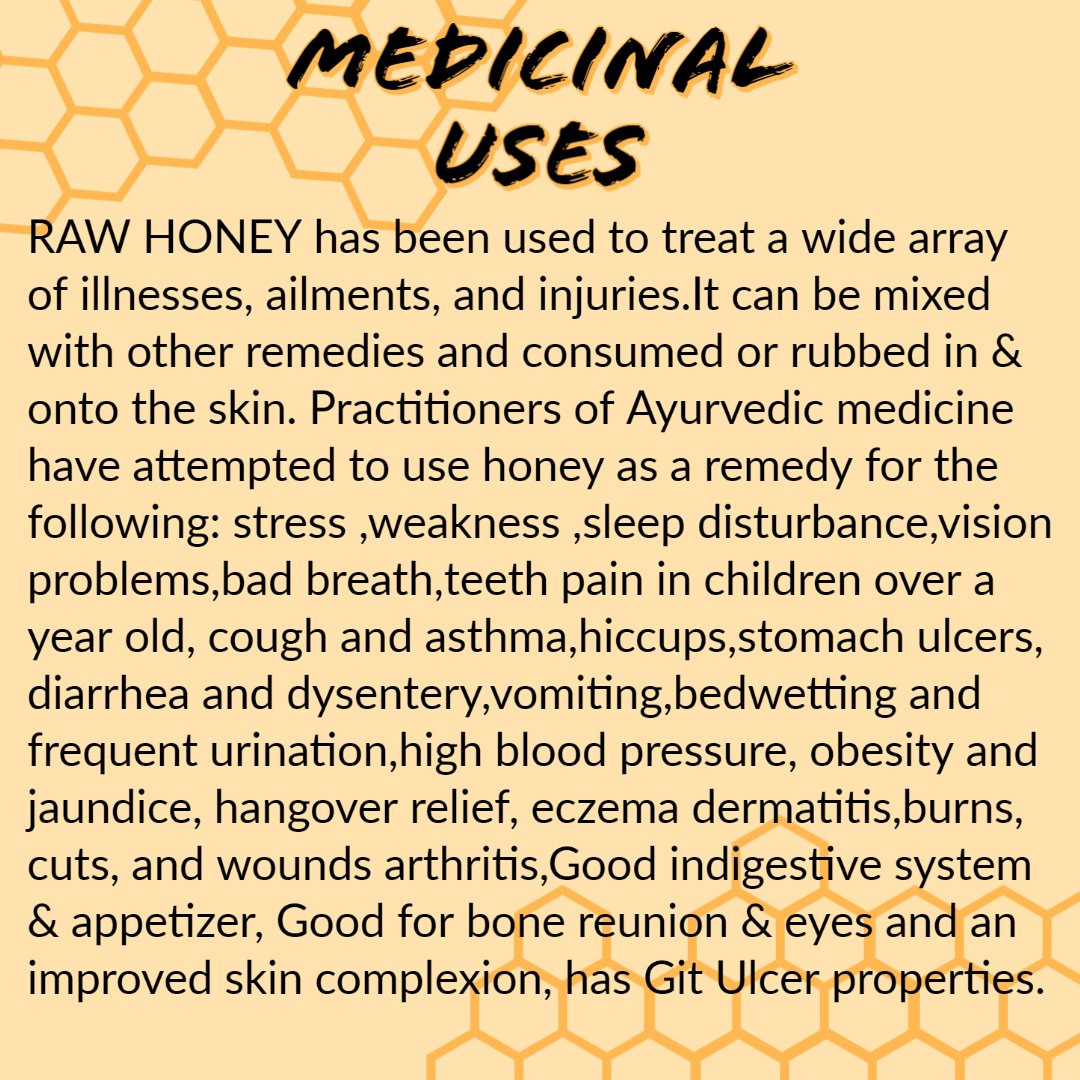 MEDICINAL
USES
RAW HONEY has been used to treat a wide array
of illnesses, ailments, and injuries.It can be mixed
with other remedies and consumed or rubbed in &
onto the skin. Practitioners of Ayurvedic medicine
have attempted to use honey as a remedy for the
following: stress ,weakness ,sleep disturbance,vision
problems,bad breath,teeth pain in children over a
year old, cough and asthma,hiccups,stomach ulcers,
diarrhea and dysentery,vomiting,bedwetting and
frequent urination,high blood pressure, obesity and
jaundice, hangover relief, eczema dermatitis,burns,
cuts, and wounds arthritis,Good indigestive system
& appetizer, Good for bone reunion & eyes and an
improved skin complexion, has Git Ulcer properties.